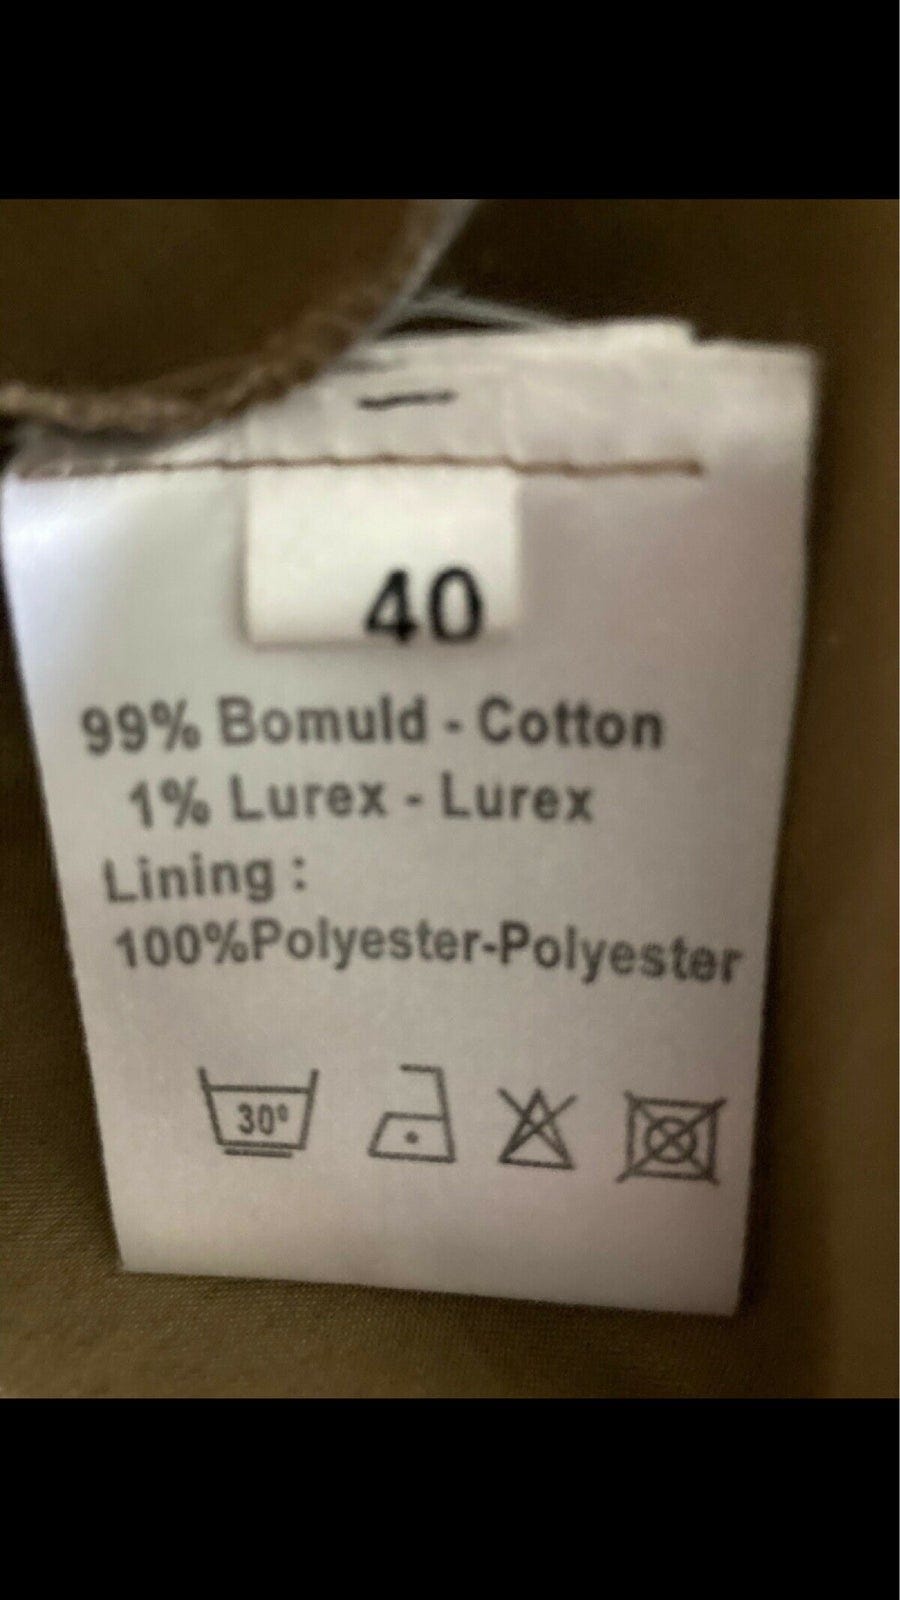 40
99% Bomuld - Cotton
1% Lurex - Lurex
Lining :
100%Polyester-Polyester
30°